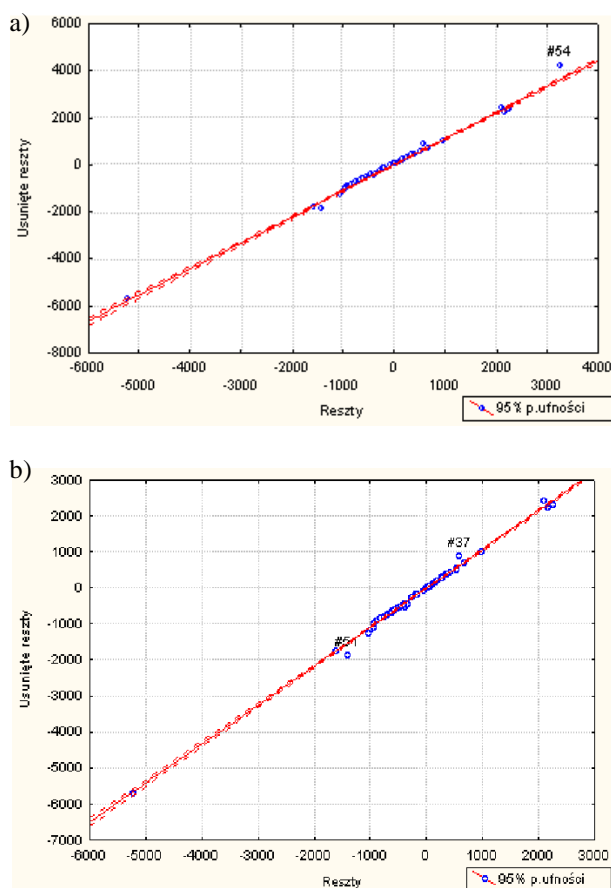 a)
6000
4000
2000
0
-2000
-4000
-6000
-8000
Usunięte reszty
#54
-6000 -4000 -2000 0 2000 4000
-5000 -3000 -1000 1000 3000
Reszty
95% p.ufności
b)
3000
2000
1000
0
-1000
-2000
-3000
-4000
-5000
-6000
-7000
Usunięte reszty
#37
#51
-6000 -5000 -4000 -3000 -2000 -1000 0 1000 2000 3000
Reszty
95% p.ufności